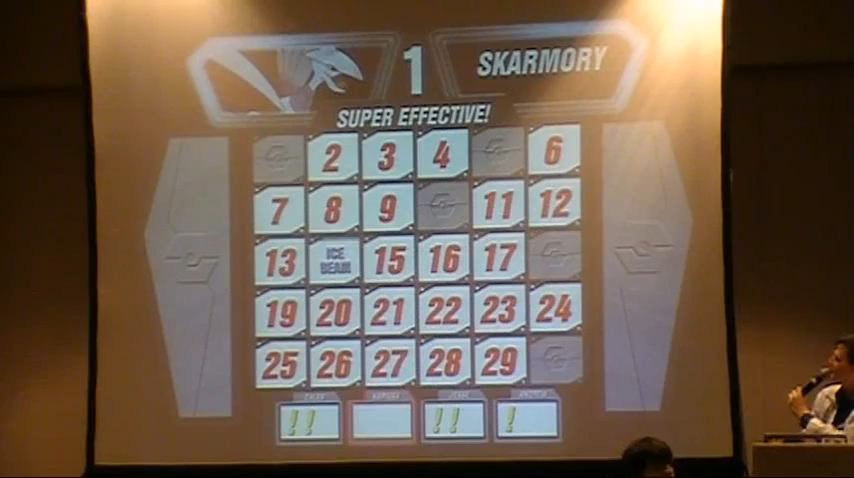 1 SKARMORY
SUPER EFFECTIVE!
2 3 4 6
7 8 9 11 12
13 ICE BEAM 15 16 17
19 20 21 22 23 24
25 26 27 28 29
!! !! !